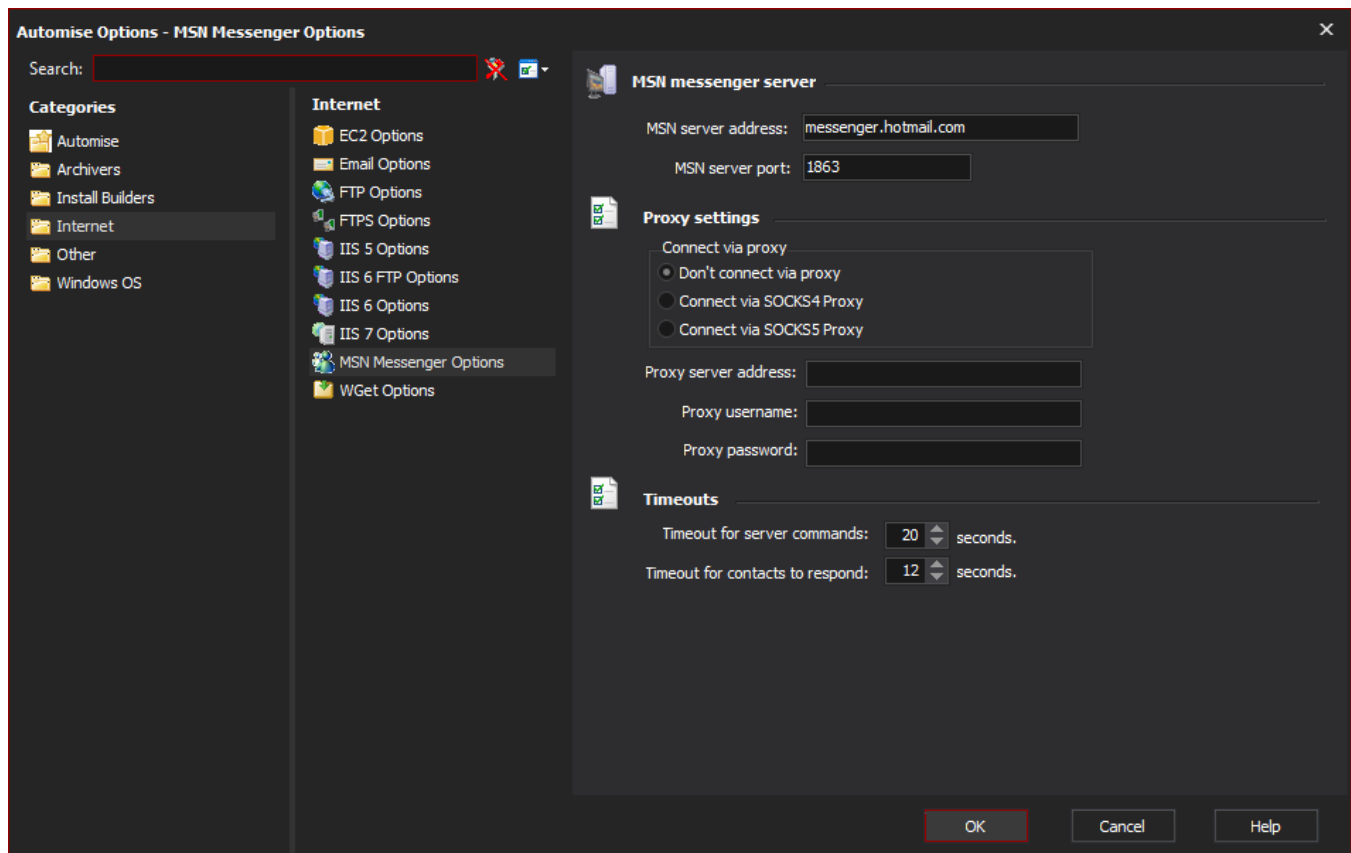 Automise Options - MSN Messenger Options
Search:
Categories
Automise
Archivers
Install Builders
Internet
Other
Windows OS
Internet
EC2 Options
Email Options
FTP Options
FTPS Options
IIS 5 Options
IIS 6 FTP Options
IIS 6 Options
IIS 7 Options
MSN Messenger Options
WGet Options
MSN messenger server
MSN server address: messenger.hotmail.com
MSN server port: 1863
Proxy settings
Connect via proxy
Don't connect via proxy
Connect via SOCKS4 Proxy
Connect via SOCKS5 Proxy
Proxy server address:
Proxy username:
Proxy password:
Timeouts
Timeout for server commands: 20 seconds.
Timeout for contacts to respond: 12 seconds.
OK Cancel Help